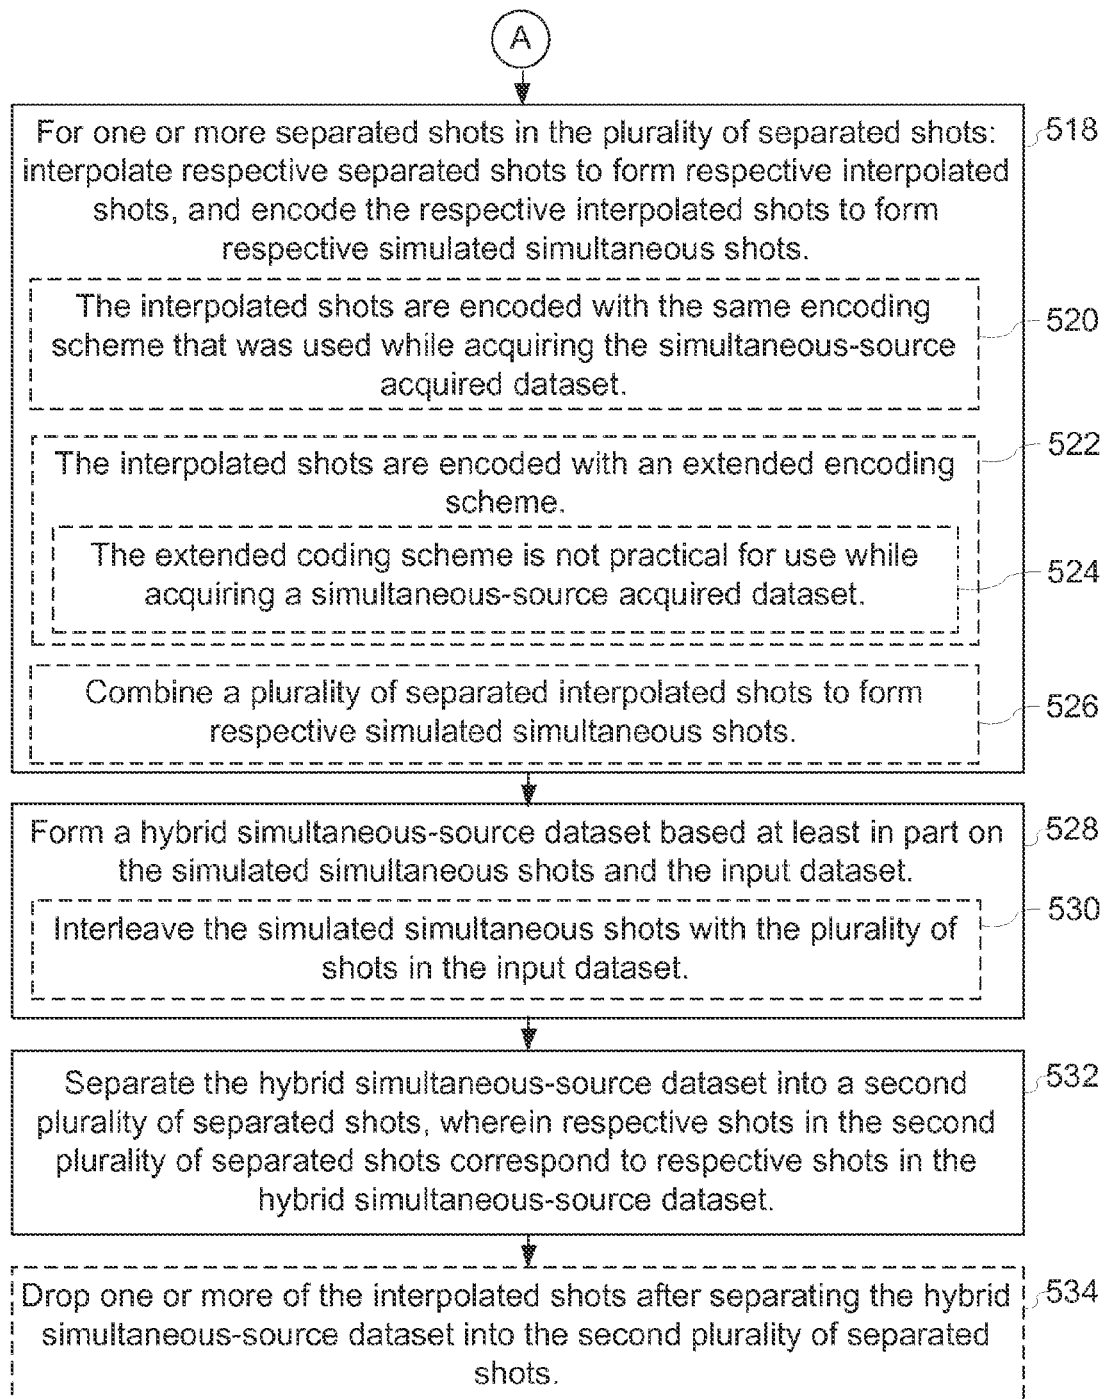 A
For one or more separated shots in the plurality of separated shots:
interpolate respective separated shots to form respective interpolated
shots, and encode the respective interpolated shots to form
respective simulated simultaneous shots.
518
The interpolated shots are encoded with the same encoding
scheme that was used while acquiring the simultaneous-source
acquired dataset.
520
The interpolated shots are encoded with an extended encoding
scheme.
522
The extended coding scheme is not practical for use while
acquiring a simultaneous-source acquired dataset.
524
Combine a plurality of separated interpolated shots to form
respective simulated simultaneous shots.
526
Form a hybrid simultaneous-source dataset based at least in part on
the simulated simultaneous shots and the input dataset.
528
Interleave the simulated simultaneous shots with the plurality of
shots in the input dataset.
530
Separate the hybrid simultaneous-source dataset into a second
plurality of separated shots, wherein respective shots in the second
plurality of separated shots correspond to respective shots in the
hybrid simultaneous-source dataset.
532
Drop one or more of the interpolated shots after separating the hybrid
simultaneous-source dataset into the second plurality of separated
shots.
534